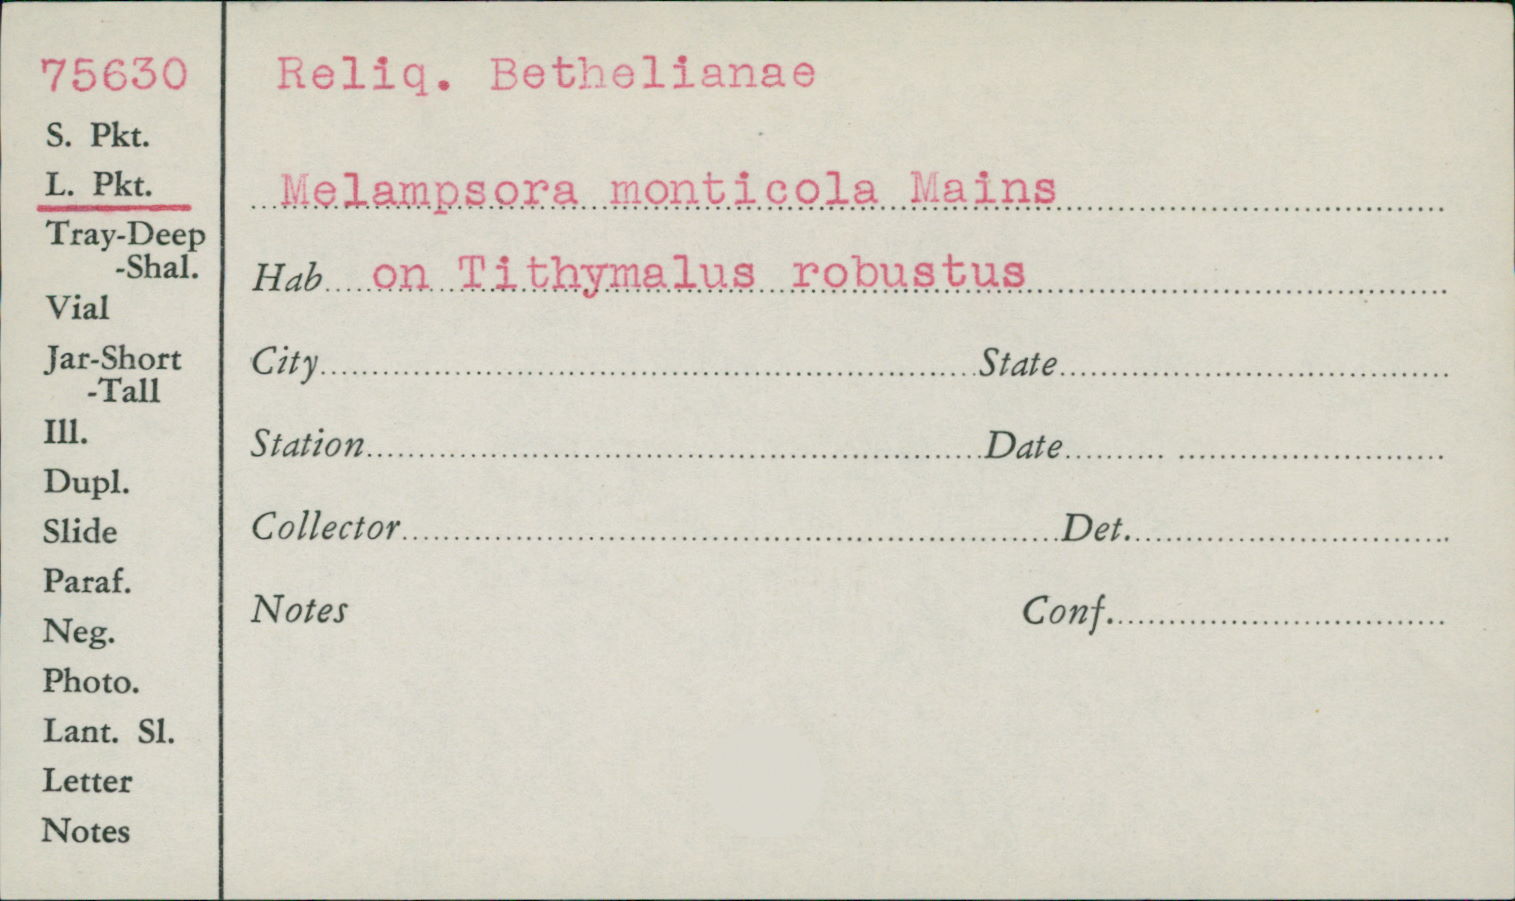 75630
S. Pkt.
L. Pkt.
Tray-Deep
-Shal.
Vial
Jar-Short
-Tall
Ill.
Dupl.
Slide
Paraf.
Neg.
Photo.
Lant. Sl.
Letter
Notes
Reliq. Bethelianae
Melampsora monticola Mains
Hab on Tithymalus robustus
City State
Station Date
Collector Det.
Notes Conf.